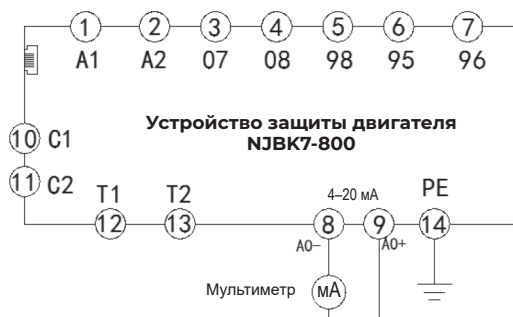 1 2 3 4 5 6 7
A1 A2 07 08 98 95 96
Устройство защиты двигателя
NJBK7-800
10 C1
11 C2
T1 T2 4–20 мА PE
12 13 8 9 14
AO- AO+
Мультиметр мА